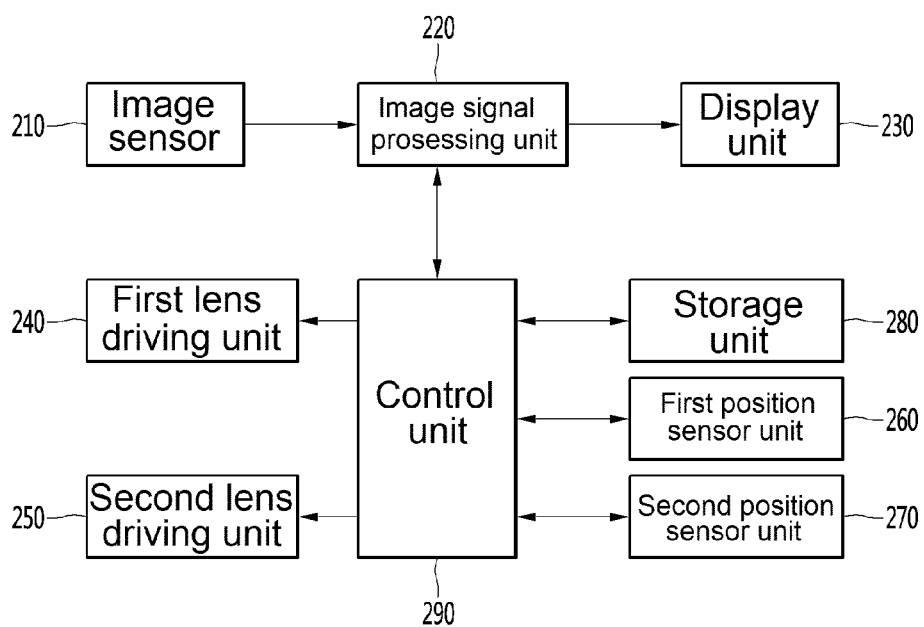 220
210
Image
sensor
Image signal
prosessing unit
Display
unit
230
240
First lens
driving unit
Control
unit
Storage
unit
280
First position
sensor unit
260
250
Second lens
driving unit
Second position
sensor unit
270
290